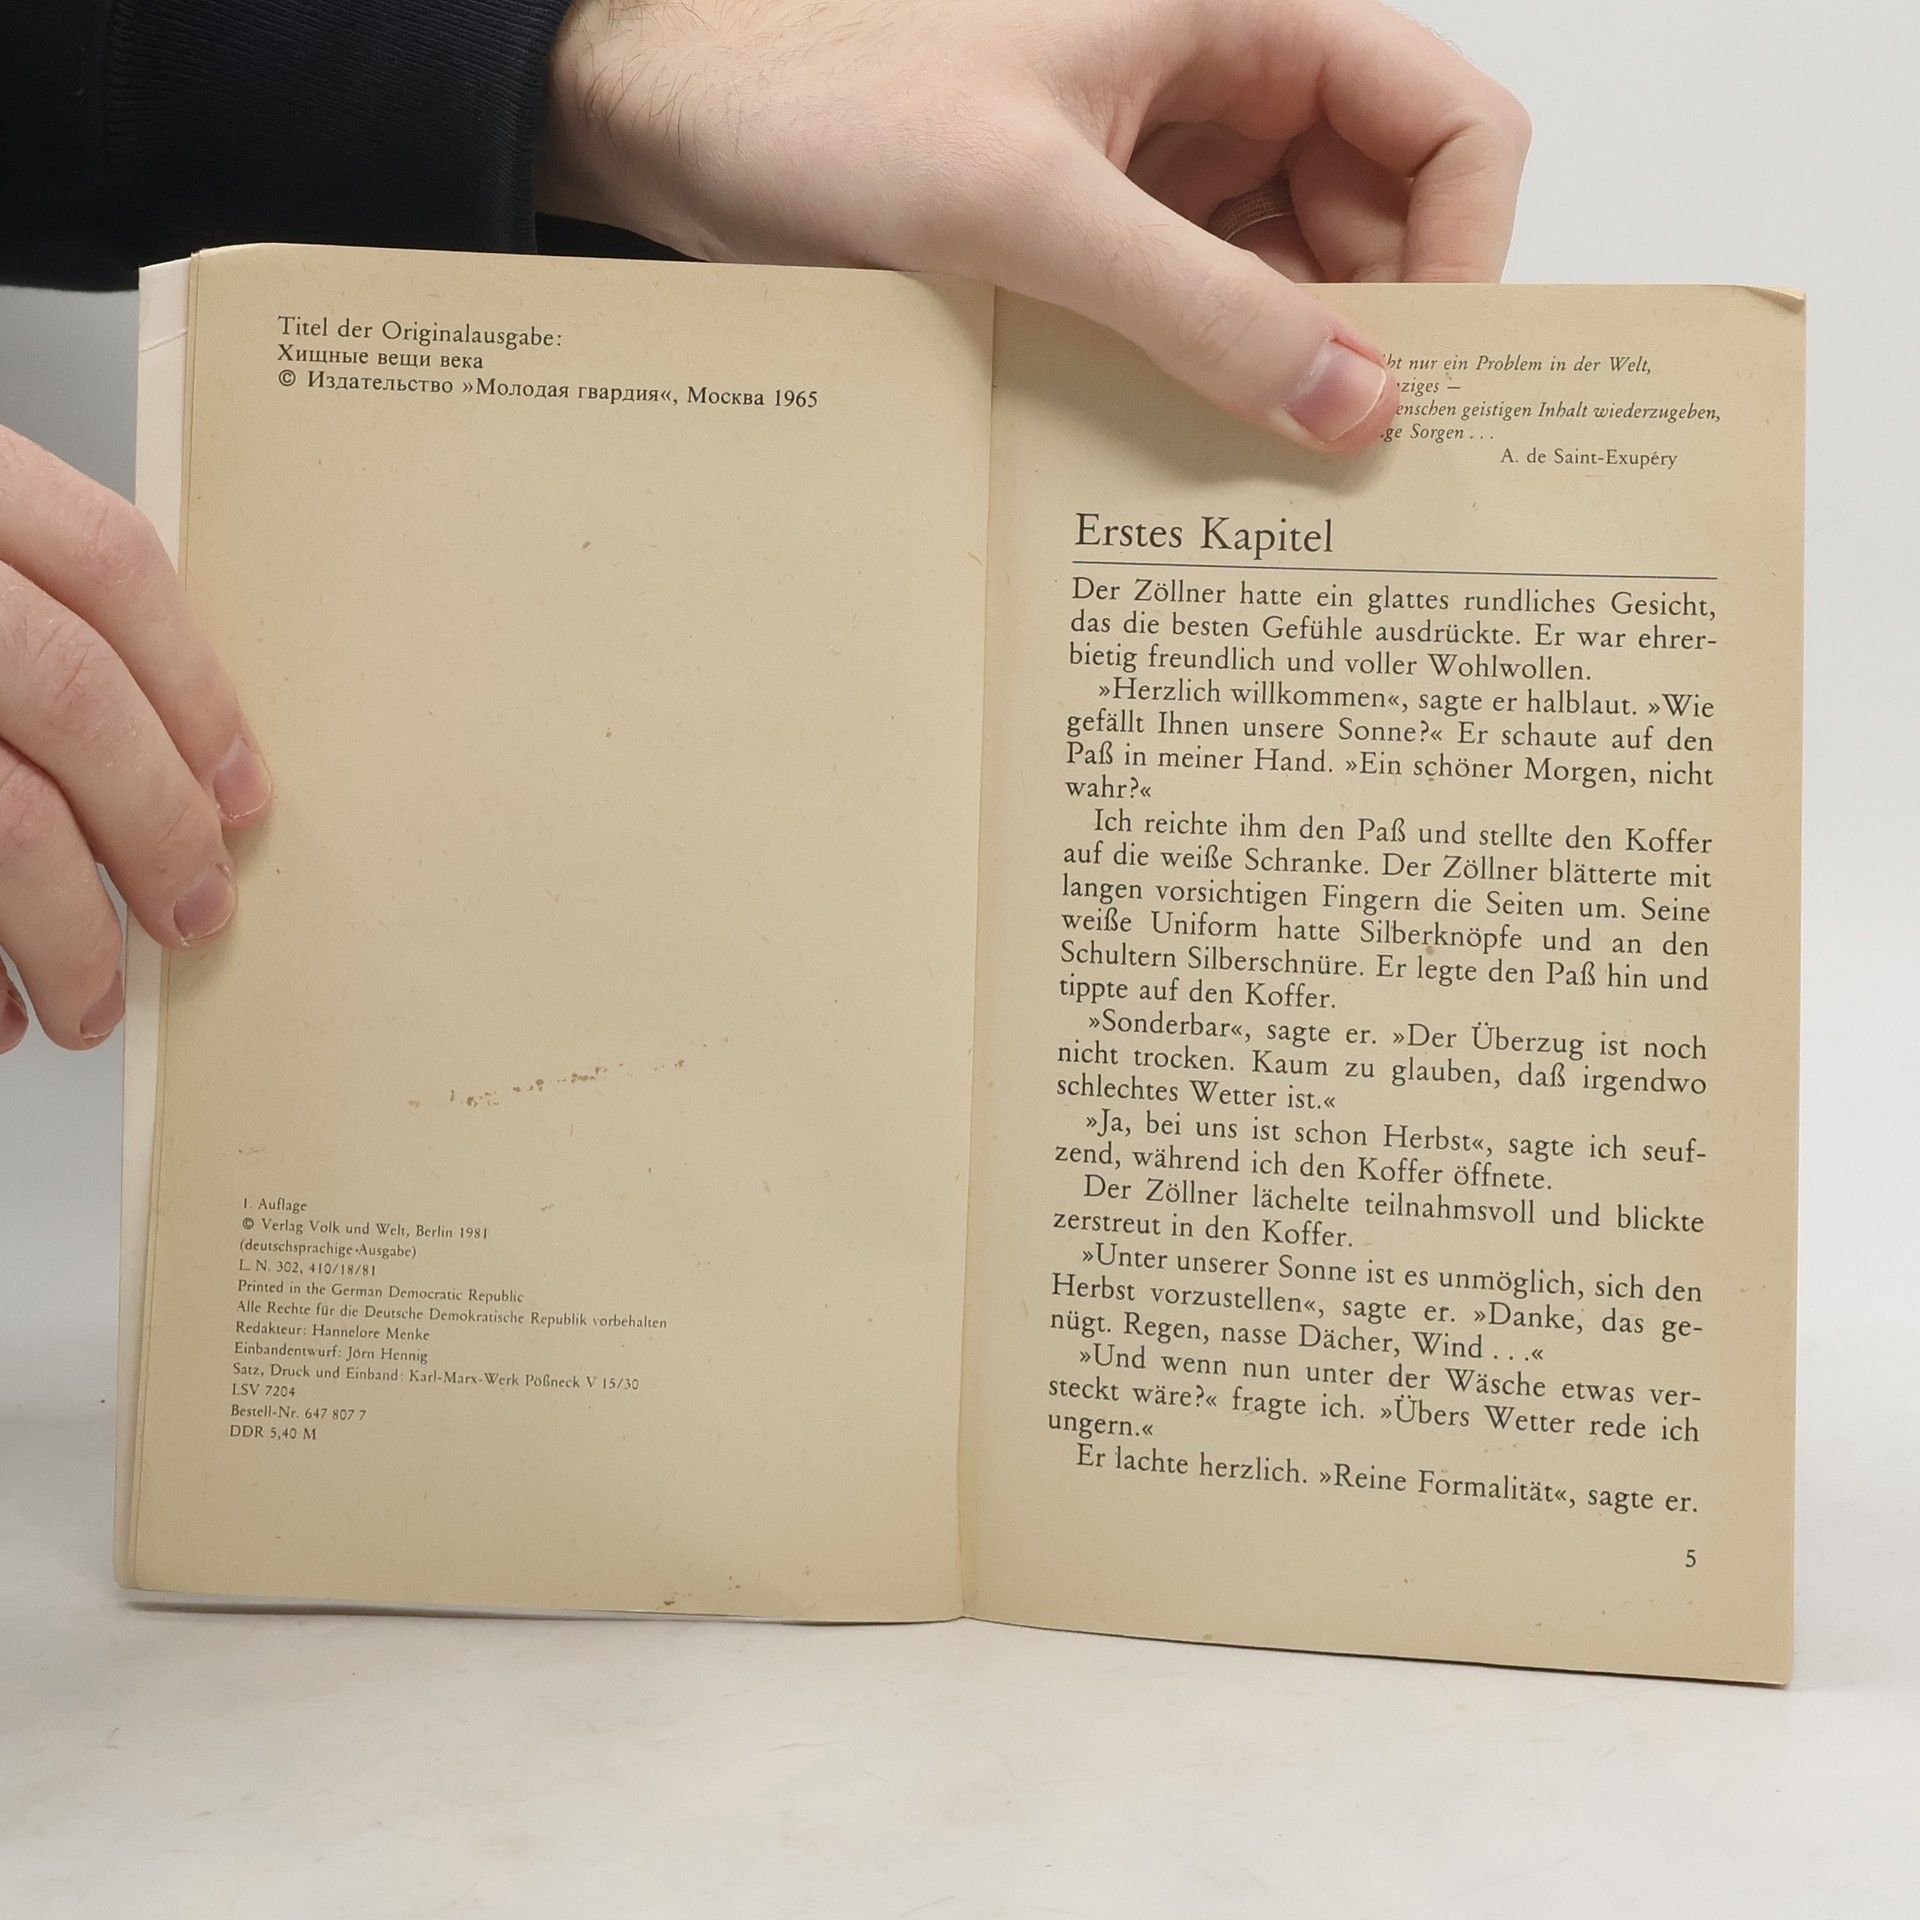 Titel der Originalausgabe:
Хищные вещи века
© Издательство »Молодая гвардия«, Москва 1965
1. Auflage
© Verlag Volk und Welt, Berlin 1981
(deutschsprachige Ausgabe)
L. N. 302, 410/18/81
Printed in the German Democratic Republic
Alle Rechte für die Deutsche Demokratische Republik vorbehalten
Redakteur: Hannelore Menke
Einbandentwurf: Jörn Hennig
Satz, Druck und Einband: Karl-Marx-Werk Pößneck V 15/30
LSV 7204
Bestell-Nr. 647 807 7
DDR 5,40 M
nur ein Problem in der Welt,
–
geistigen Inhalt wiederzugeben,
Sorgen . . .
A. de Saint-Exupéry
Erstes Kapitel
Der Zöllner hatte ein glattes rundliches Gesicht,
das die besten Gefühle ausdrückte. Er war ehrer-
bietig freundlich und voller Wohlwollen.
»Herzlich willkommen«, sagte er halblaut. »Wie
gefällt Ihnen unsere Sonne?« Er schaute auf den
Paß in meiner Hand. »Ein schöner Morgen, nicht
wahr?«
Ich reichte ihm den Paß und stellte den Koffer
auf die weiße Schranke. Der Zöllner blätterte mit
langen vorsichtigen Fingern die Seiten um. Seine
weiße Uniform hatte Silberknöpfe und an den
Schultern Silberschnüre. Er legte den Paß hin und
tippte auf den Koffer.
»Sonderbar«, sagte er. »Der Überzug ist noch
nicht trocken. Kaum zu glauben, daß irgendwo
schlechtes Wetter ist.«
»Ja, bei uns ist schon Herbst«, sagte ich seuf-
zend, während ich den Koffer öffnete.
Der Zöllner lächelte teilnahmsvoll und blickte
zerstreut in den Koffer.
»Unter unserer Sonne ist es unmöglich, sich den
Herbst vorzustellen«, sagte er. »Danke, das ge-
nügt. Regen, nasse Dächer, Wind . . .«
»Und wenn nun unter der Wäsche etwas ver-
steckt wäre?« fragte ich. »Übers Wetter rede ich
ungern.«
Er lachte herzlich. »Reine Formalität«, sagte er.
5